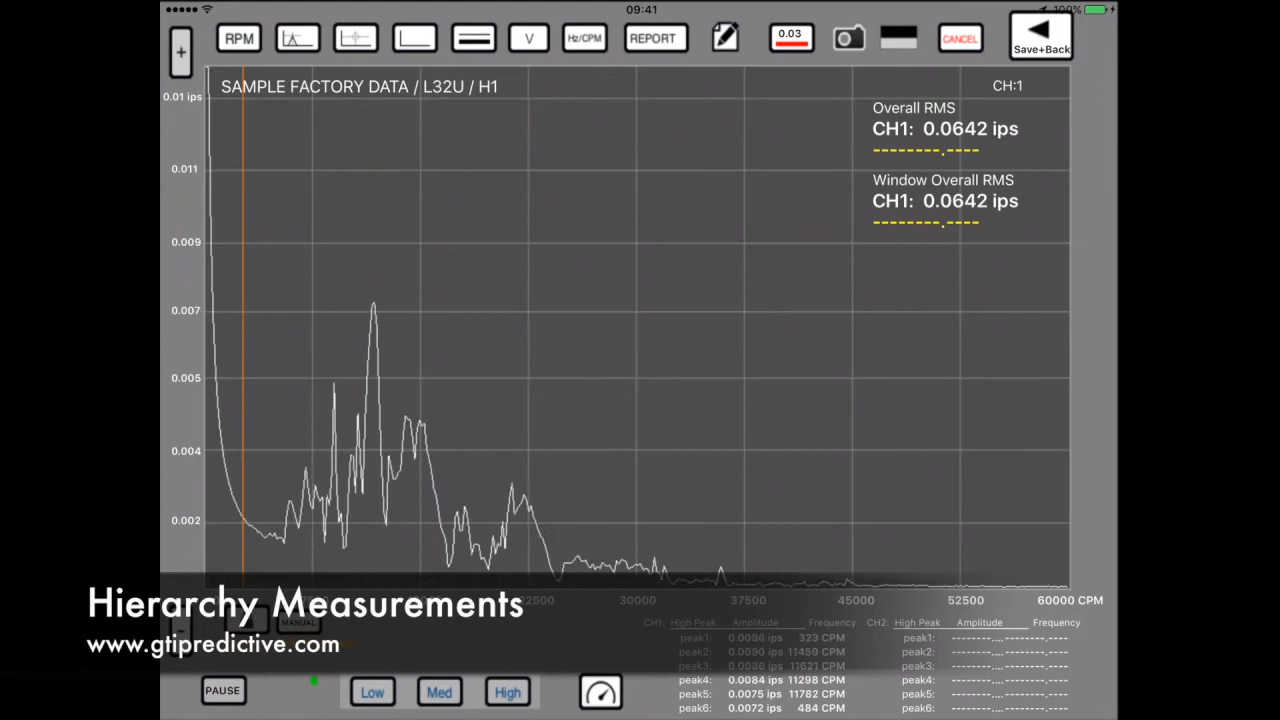 09:41
100%
+
RPM
V
Hz/CPM
REPORT
0.03
CANCEL
Save+Back
0.01 ips
0.011
0.009
0.007
0.005
0.004
0.002
SAMPLE FACTORY DATA / L32U / H1
CH:1
Overall RMS
CH1: 0.0642 ips
--------.----
Window Overall RMS
CH1: 0.0642 ips
--------.----
30000 37500 45000 52500 60000 CPM
Hierarchy Measurements
www.gtipredictive.com
MANUAL
CH1: High Peak Amplitude Frequency CH2: High Peak Amplitude Frequency
peak1: 0.0096 ips 323 CPM peak1: --------.... --------.----
peak2: 0.0090 ips 11459 CPM peak2: --------.... --------.----
peak3: 0.0086 ips 11621 CPM peak3: --------.... --------.----
peak4: 0.0084 ips 11298 CPM peak4: --------.... --------.----
peak5: 0.0075 ips 11782 CPM peak5: --------.... --------.----
peak6: 0.0072 ips 484 CPM peak6: --------.... --------.----
PAUSE
Low
Med
High